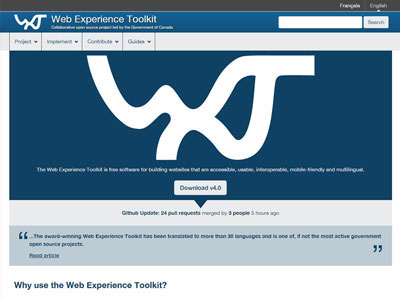 Français English
Web Experience Toolkit
Collaborative open source project led by the Government of Canada
Search
Project Implement Contribute Guides
The Web Experience Toolkit is free software for building websites that are accessible, usable, interoperable, mobile-friendly and multilingual.
Download v4.0
Github Update: 24 pull requests merged by 3 people 5 hours ago
“ ...The award-winning Web Experience Toolkit has been translated to more than 30 languages and is one of, if not the most active government
open source projects. ”
Read article
Why use the Web Experience Toolkit?